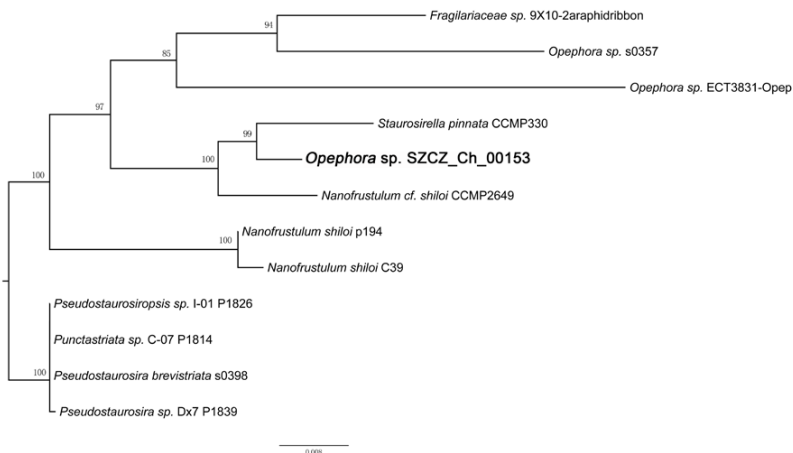 Fragilariaceae sp. 9X10-2araphidribbon
94
Opephora sp. s0357
85
Opephora sp. ECT3831-Opep
97
Staurosirella pinnata CCMP330
99
Opephora sp. SZCZ_Ch_00153
100
Nanofrustulum cf. shiloi CCMP2649
100
Nanofrustulum shiloi p194
100
Nanofrustulum shiloi C39
Pseudostaurosiropsis sp. I-01 P1826
Punctastriata sp. C-07 P1814
100
Pseudostaurosira brevistriata s0398
Pseudostaurosira sp. Dx7 P1839